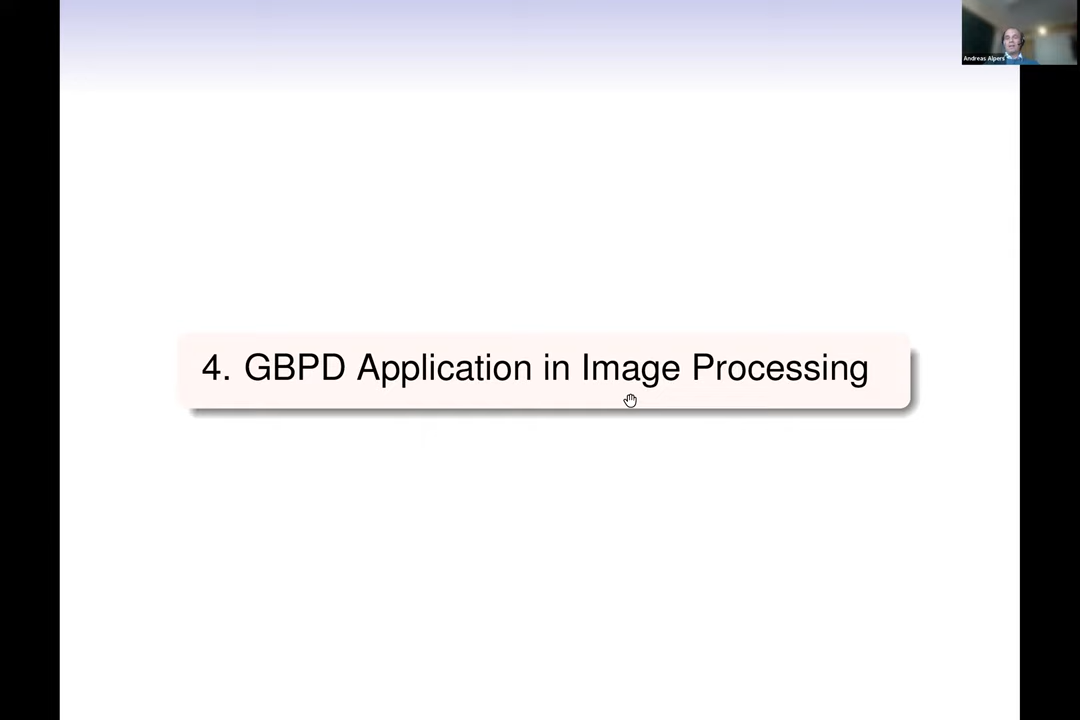 Andreas Alpers
4. GBPD Application in Image Processing